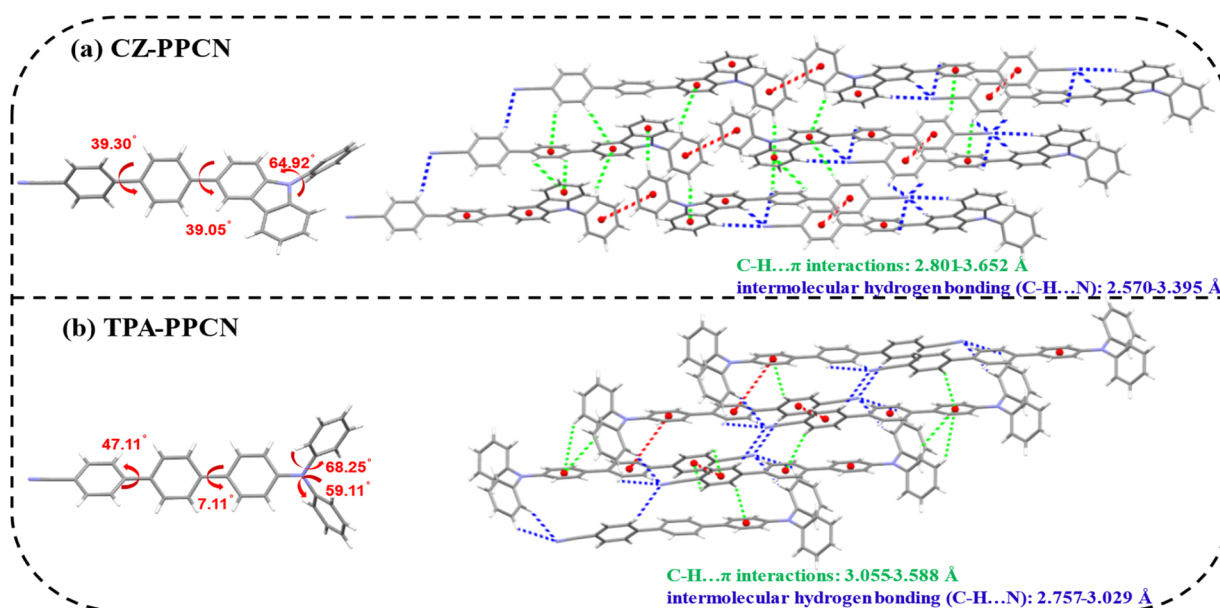 (a) CZ-PPCN
39.30°
64.92°
39.05°
C-H…π interactions: 2.801-3.652 Å
intermolecular hydrogen bonding (C-H…N): 2.570-3.395 Å
(b) TPA-PPCN
47.11°
68.25°
59.11°
7.11°
C-H…π interactions: 3.055-3.588 Å
intermolecular hydrogen bonding (C-H…N): 2.757-3.029 Å